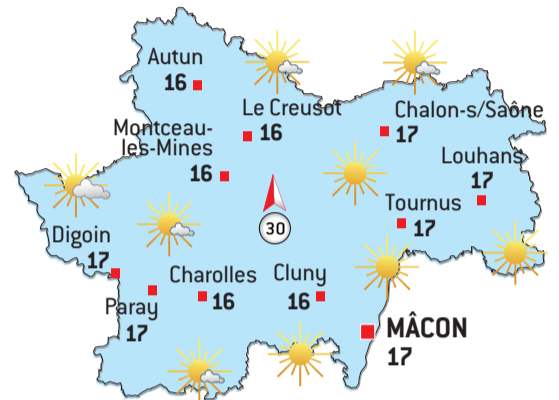 Autun
16
Le Creusot
16
Chalon-s/Saône
17
Montceau-
les-Mines
16
Louhans
17
Tournus
17
30
Digoin
17
Charolles
16
Cluny
16
Paray
17
MÂCON
17